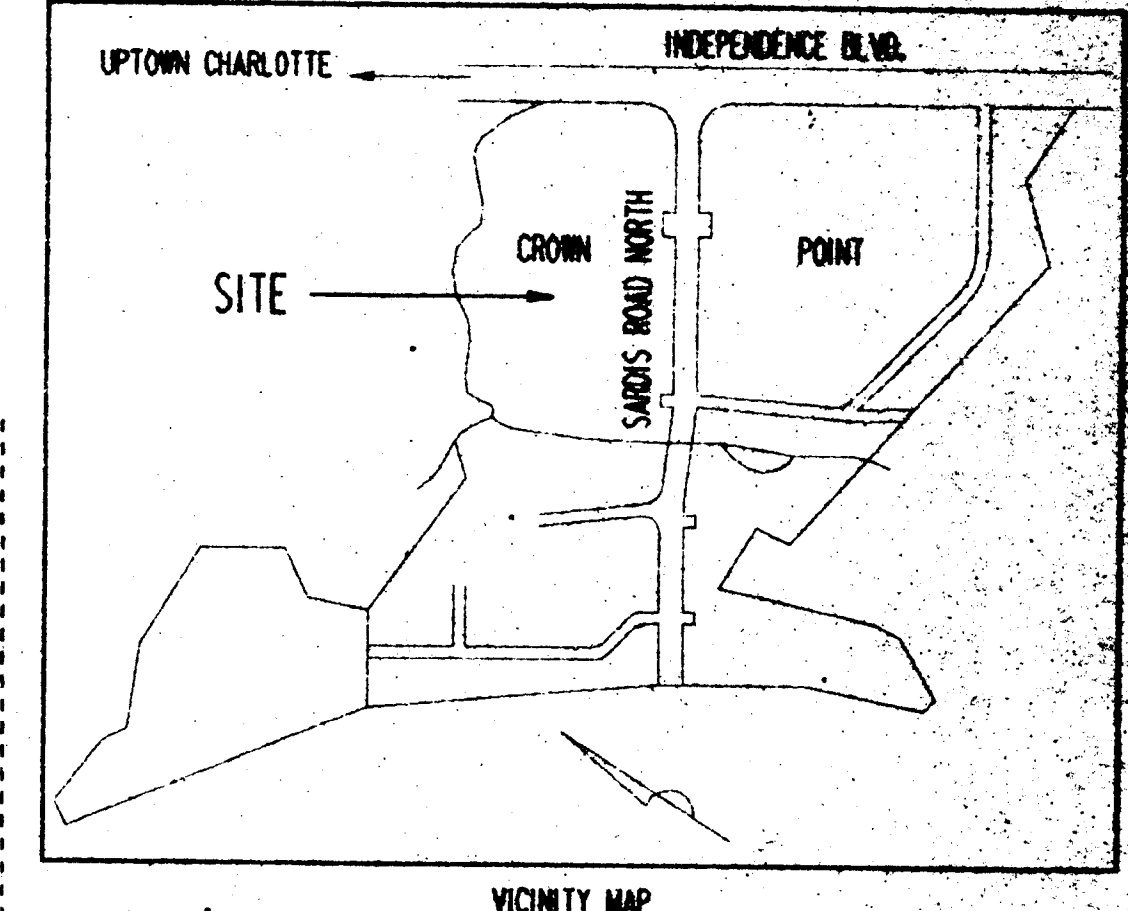 UPTOWN CHARLOTTE
INDEPENDENCE BLVD.
CROWN
POINT
SARDIS ROAD NORTH
SITE
VICINITY MAP